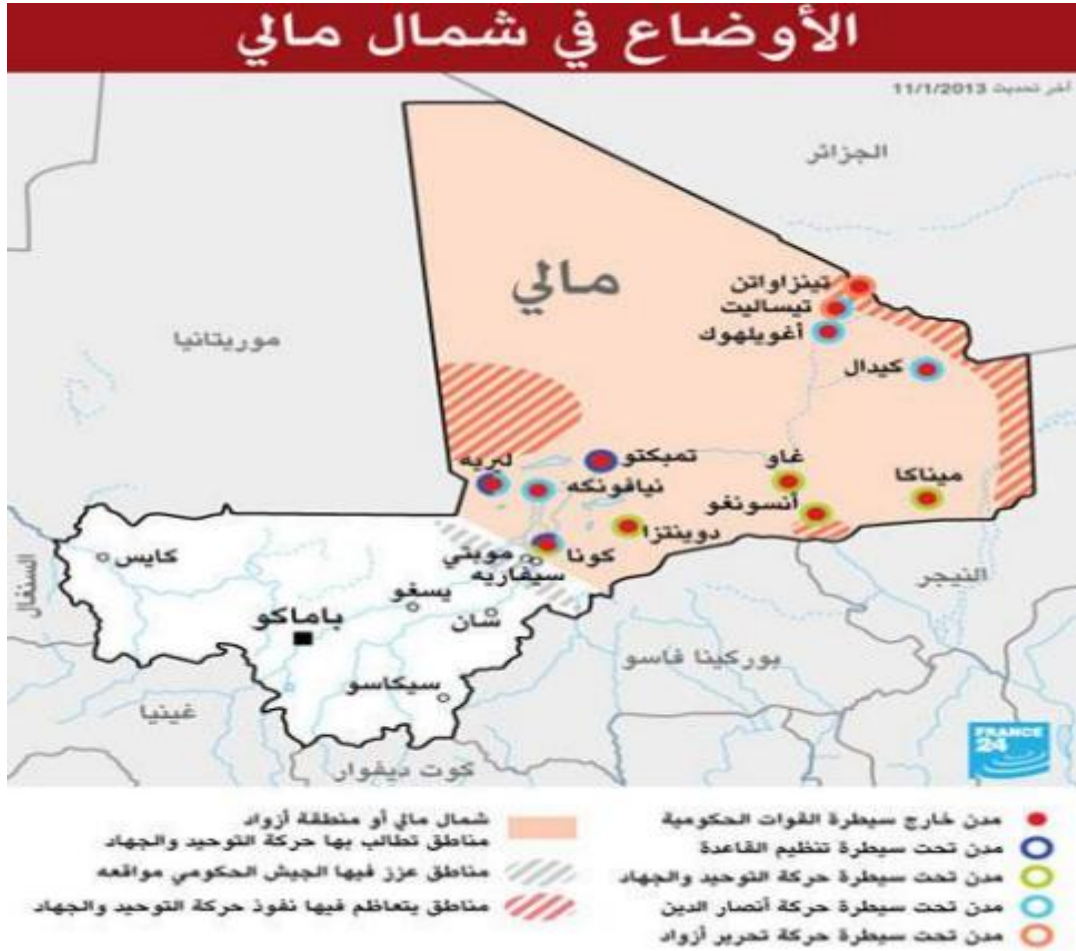 الأوضاع في شمال مالي
آخر تحديث 11/1/2013
الجزائر
مالي
تينزاواتن
تيساليت
أغويلهوك
موريتانيا
كيدال
لبريه
تمبكتو
غاو
نيافونكه
ميناكا
أنسونغو
دوينتزا
كونا
موبتي
سيفاريه
النيجر
كايس
السنغال
يسغو
شان
باماكو
بوركينا فاسو
سيكاسو
غينيا
كوت ديفوار
FRANCE
24
مدن خارج سيطرة القوات الحكومية
مدن تحت سيطرة تنظيم القاعدة
مدن تحت سيطرة حركة التوحيد والجهاد
مدن تحت سيطرة حركة أنصار الدين
مدن تحت سيطرة حركة تحرير أزواد
شمال مالي أو منطقة أزواد
مناطق تطالب بها حركة التوحيد والجهاد
مناطق عزز فيها الجيش الحكومي مواقعه
مناطق يتعاظم فيها نفوذ حركة التوحيد والجهاد